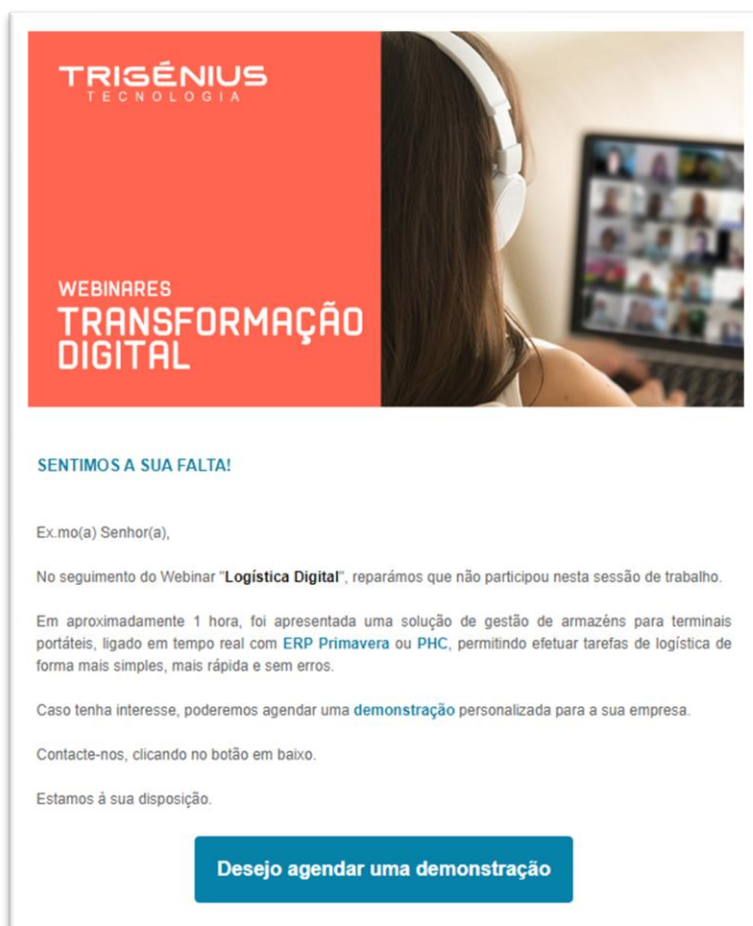 TRIGÉNIUS
TECNOLOGIA
WEBINARES
TRANSFORMAÇÃO
DIGITAL
SENTIMOS A SUA FALTA!
Ex.mo(a) Senhor(a),
No seguimento do Webinar "Logística Digital", reparámos que não participou nesta sessão de trabalho.
Em aproximadamente 1 hora, foi apresentada uma solução de gestão de armazéns para terminais
portáteis, ligado em tempo real com ERP Primavera ou PHC, permitindo efetuar tarefas de logística de
forma mais simples, mais rápida e sem erros.
Caso tenha interesse, poderemos agendar uma demonstração personalizada para a sua empresa.
Contacte-nos, clicando no botão em baixo.
Estamos à sua disposição.
Desejo agendar uma demonstração